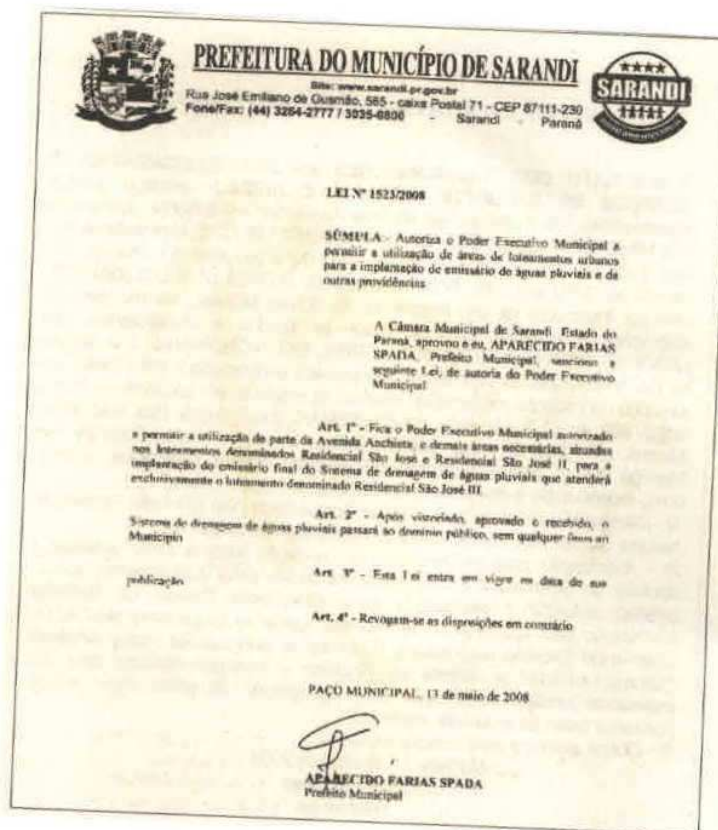 PREFEITURA DO MUNICÍPIO DE SARANDI
Site: www.sarandi.pr.gov.br
Rua José Emiliano de Gusmão, 565 - caixa Postal 71 - CEP 87111-230
Fone/Fax: (44) 3264-2777 / 3035-6806 - Sarandi - Paraná
SARANDI
LEI Nº 1523/2008
SÚMULA - Autoriza o Poder Executivo Municipal a
permitir a utilização de áreas de loteamentos urbanos
para a implantação de emissário de águas pluviais e da
outras providências
A Câmara Municipal de Sarandi Estado do
Paraná, aprovou e eu, APARECIDO FARIAS
SPADA, Prefeito Municipal, sanciono a
seguinte Lei, de autoria do Poder Executivo
Municipal
Art. 1º - Fica o Poder Executivo Municipal autorizado
a permitir a utilização de parte da Avenida Anchieta, e demais áreas necessárias, situadas
nos loteamentos denominados Residencial São José e Residencial São José II, para a
implantação do emissário final do Sistema de drenagem de águas pluviais que atenderá
exclusivamente o loteamento denominado Residencial São José III
Art. 2º - Após vistoriado, aprovado e recebido, o
Sistema de drenagem de águas pluviais passará ao domínio público, sem qualquer ônus ao
Município
Art. 3º - Esta Lei entra em vigor na data de sua
publicação
Art. 4º - Revogam-se as disposições em contrário
PAÇO MUNICIPAL, 13 de maio de 2008
APARECIDO FARIAS SPADA
Prefeito Municipal